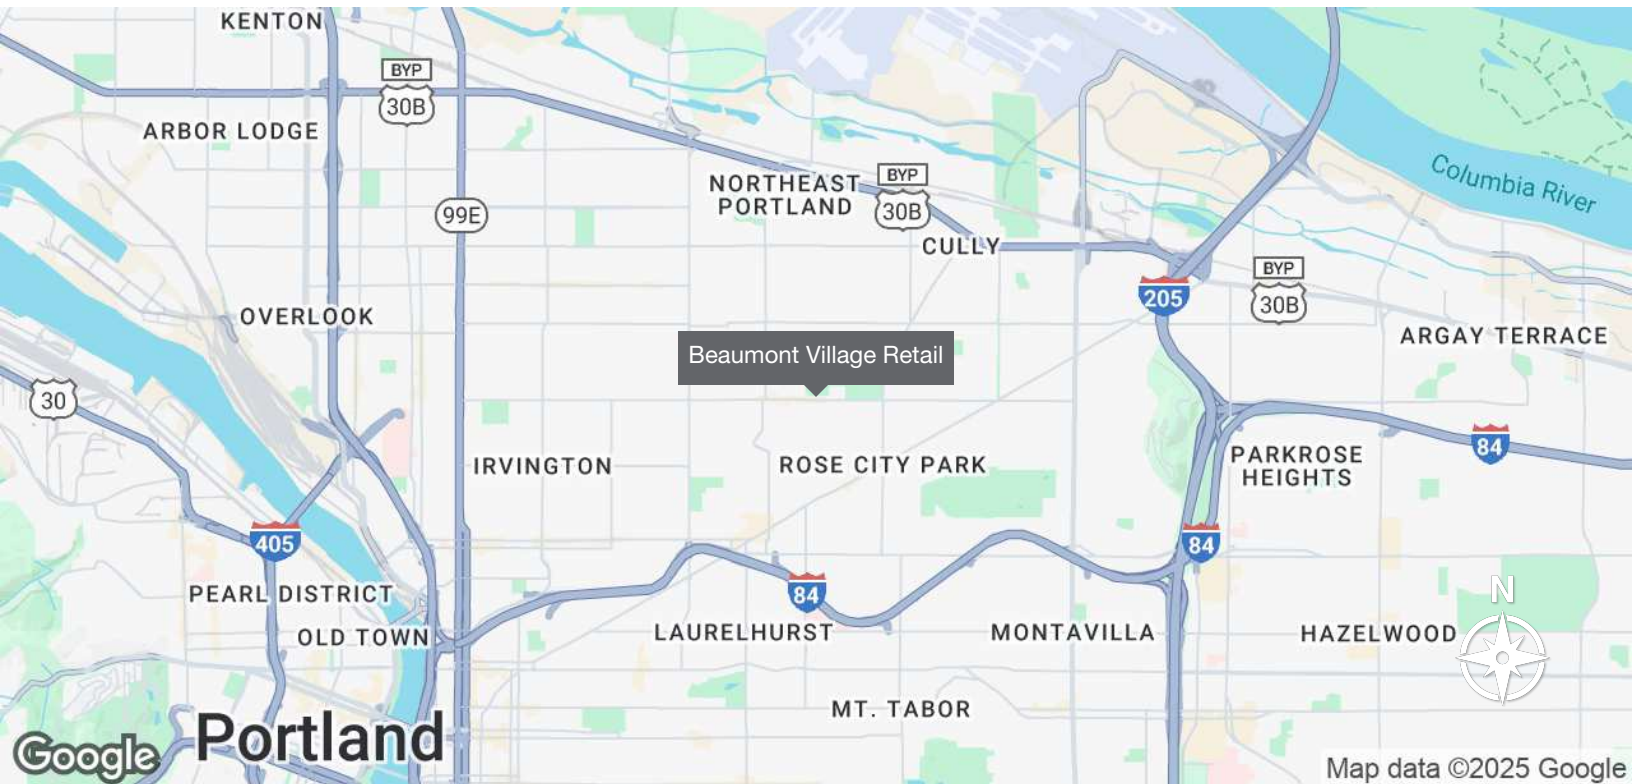 KENTON
BYP
30B
ARBOR LODGE
Columbia River
BYP
NORTHEAST
PORTLAND
30B
99E
CULLY
BYP
30B
205
OVERLOOK
ARGAY TERRACE
Beaumont Village Retail
30
84
PARKROSE
HEIGHTS
IRVINGTON
ROSE CITY PARK
405
84
PEARL DISTRICT
84
N
OLD TOWN
LAURELHURST
MONTAVILLA
HAZELWOOD
MT. TABOR
Portland
Google
Map data ©2025 Google